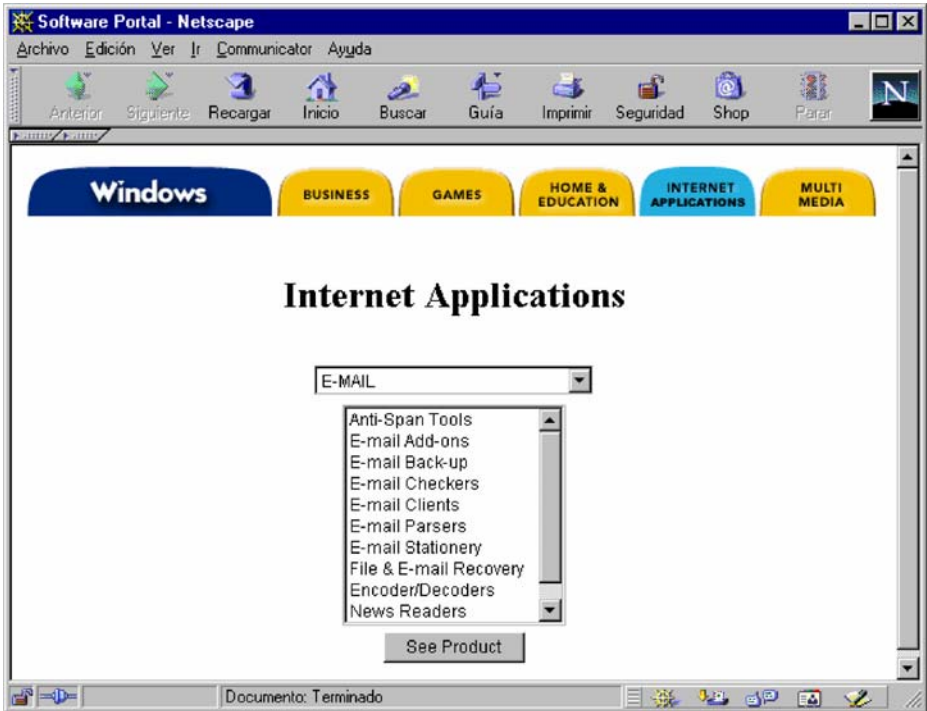 Software Portal - Netscape
Archivo Edición Ver Ir Communicator Ayuda
Anterior Siguiente Recargar Inicio Buscar Guía Imprimir Seguridad Shop Parar
N
Windows
BUSINESS
GAMES
HOME &
EDUCATION
INTERNET
APPLICATIONS
MULTI
MEDIA
Internet Applications
E-MAIL
Anti-Span Tools
E-mail Add-ons
E-mail Back-up
E-mail Checkers
E-mail Clients
E-mail Parsers
E-mail Stationery
File & E-mail Recovery
Encoder/Decoders
News Readers
See Product
Documento: Terminado